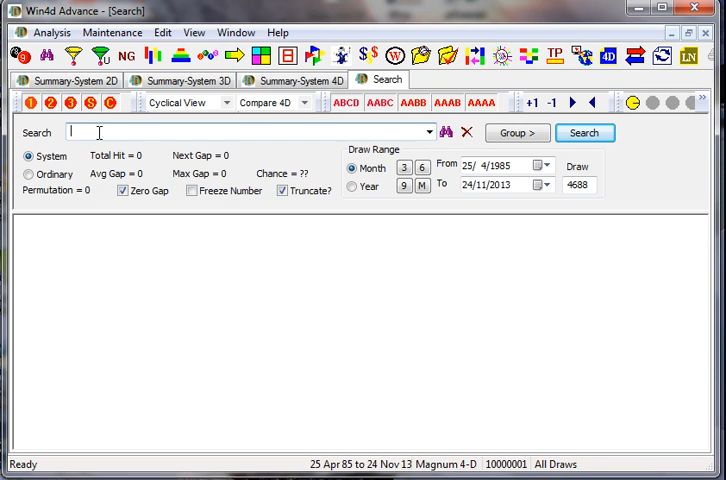 Win4d Advance - [Search]
Analysis Maintenance Edit View Window Help
9 NG TP W 4D LN
Summary-System 2D Summary-System 3D Summary-System 4D Search
1 2 3 S C Cyclical View Compare 4D ABCD AABC AABB AAAB AAAA +1 -1
Search Group > Search
System Total Hit = 0 Next Gap = 0
Ordinary Avg Gap = 0 Max Gap = 0 Chance = ??
Permutation = 0 Zero Gap Freeze Number Truncate?
Draw Range
Month 3 6 From 25/ 4/1985 Draw
Year 9 M To 24/11/2013 4688
Ready 25 Apr 85 to 24 Nov 13 Magnum 4-D 10000001 All Draws